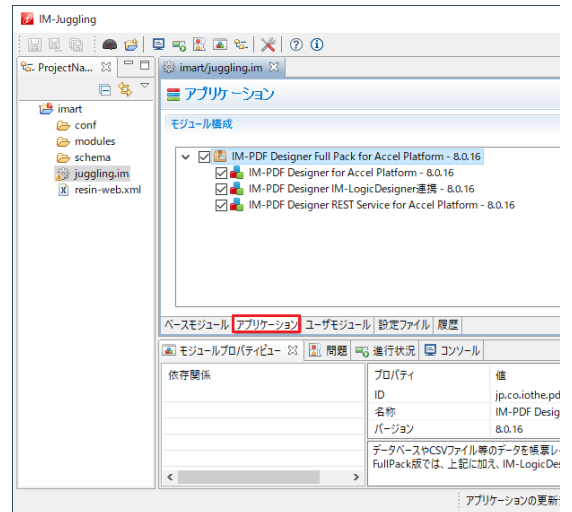 IM-Juggling
ProjectNa...
imart/juggling.im
imart
conf
modules
schema
juggling.im
resin-web.xml
アプリケーション
モジュール構成
IM-PDF Designer Full Pack for Accel Platform - 8.0.16
IM-PDF Designer for Accel Platform - 8.0.16
IM-PDF Designer IM-LogicDesigner連携 - 8.0.16
IM-PDF Designer REST Service for Accel Platform - 8.0.16
ベースモジュール アプリケーション ユーザモジュール 設定ファイル 履歴
モジュールプロパティビュー 問題 進行状況 コンソール
依存関係
プロパティ 値
ID jp.co.iothe.pd
名称 IM-PDF Desig
バージョン 8.0.16
データベースやCSVファイル等のデータを帳票レ
FullPack版では、上記に加え、IM-LogicDes
アプリケーションの更新